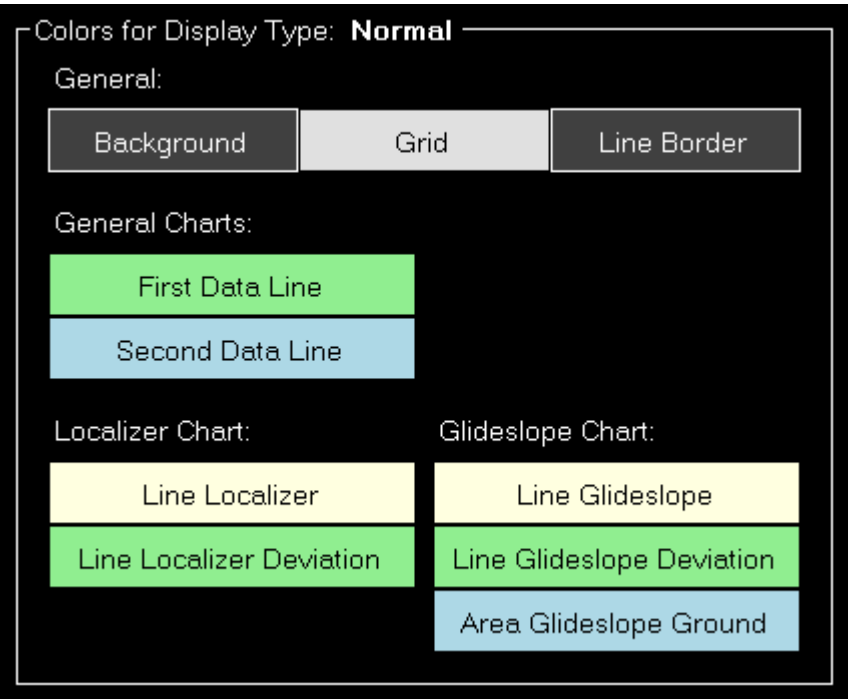 Colors for Display Type: Normal
General:
Background Grid Line Border
General Charts:
First Data Line
Second Data Line
Localizer Chart: Glideslope Chart:
Line Localizer Line Glideslope
Line Localizer Deviation Line Glideslope Deviation
Area Glideslope Ground